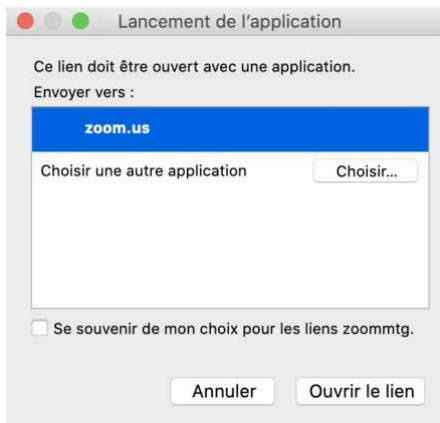 Lancement de l'application
Ce lien doit être ouvert avec une application.
Envoyer vers :
zoom.us
Choisir une autre application Choisir...
Se souvenir de mon choix pour les liens zoommtg.
Annuler Ouvrir le lien